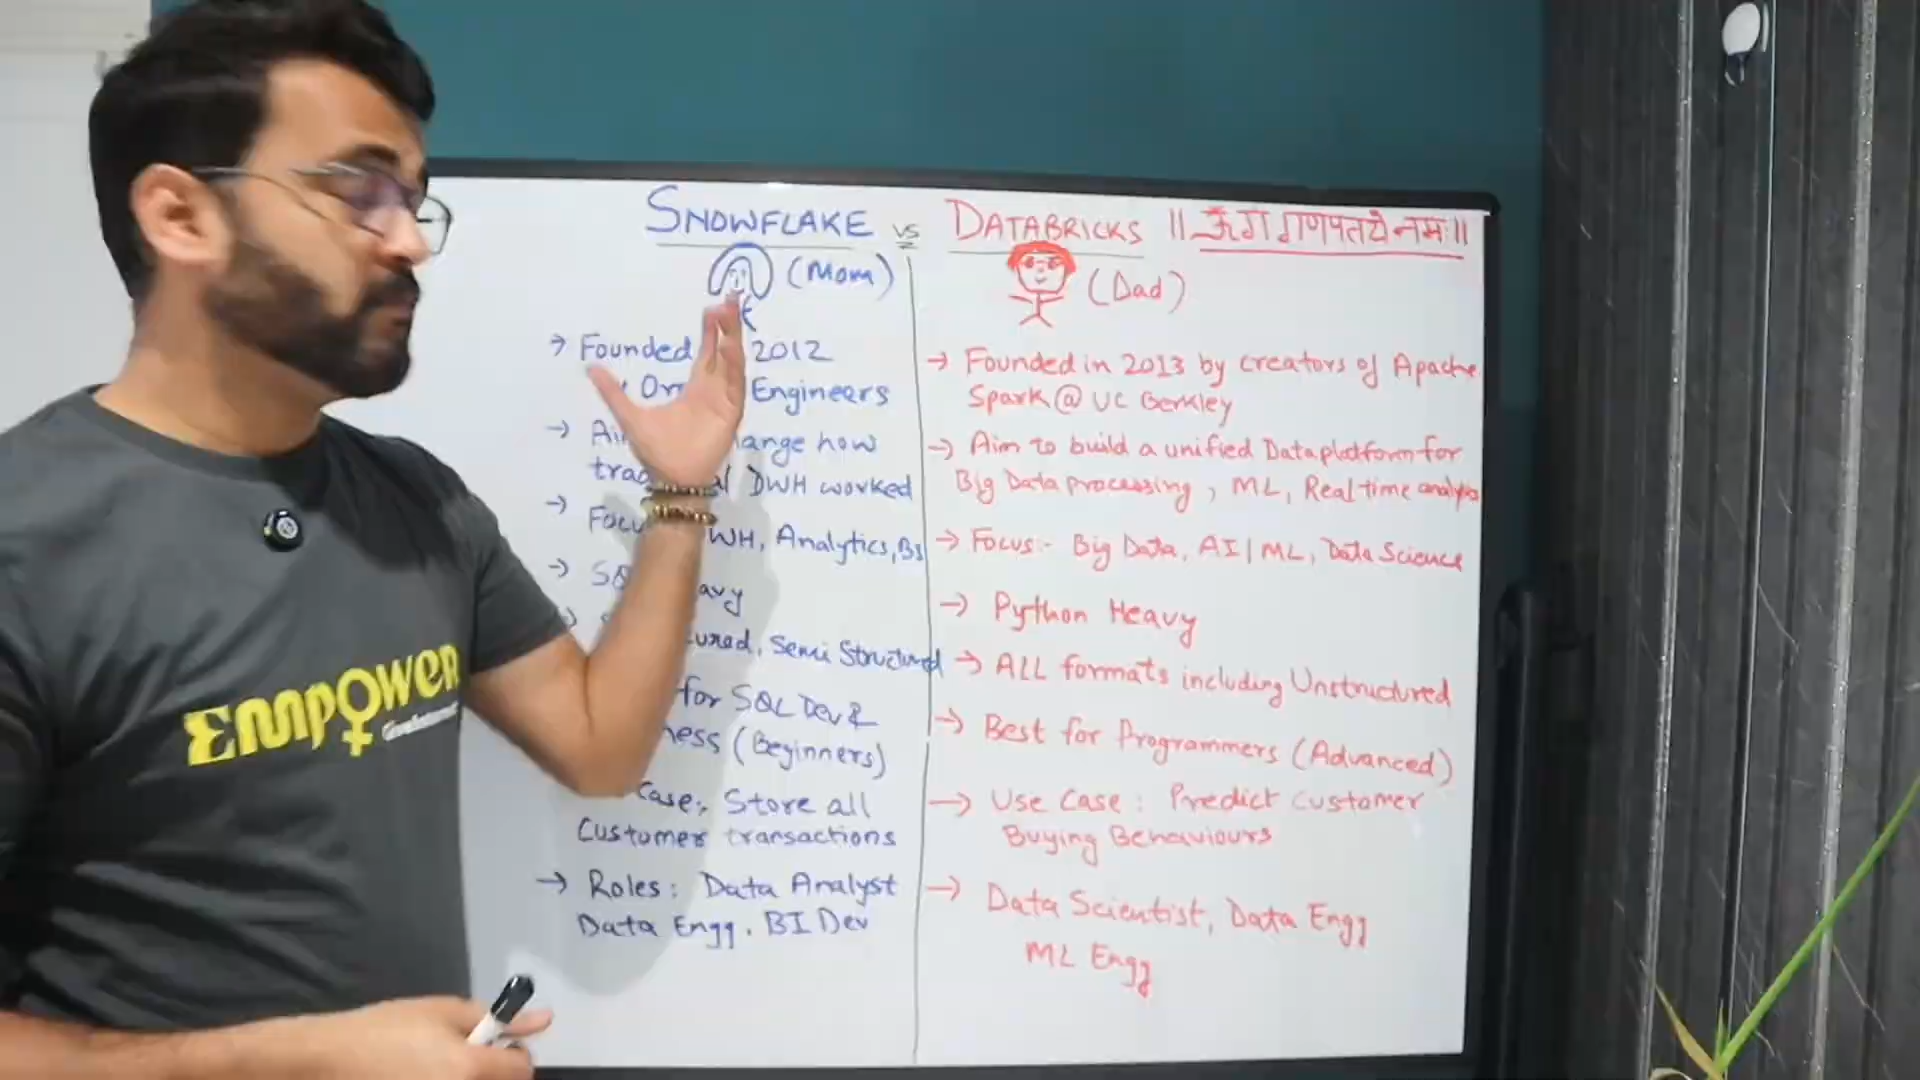 SNOWFLAKE vs DATABRICKS ॥ ॐ गं गणपतये नमः ॥
(Mom)
(Dad)
→ Founded 2012
Engineers
→ how
DWH worked
→ WH, Analytics, BI
→
Semi Structured
for SQL Dev &
(Beginners)
Case:, Store all
Customer transactions
→ Roles: Data Analyst
Data Engg. BI Dev
→ Founded in 2013 by creators of Apache
Spark @ UC Berkley
→ Aim to build a unified Dataplatform for
Big Data processing, ML, Real time analytics
→ Focus:- Big Data, AI/ML, Data Science
→ Python Heavy
→ ALL formats including Unstructured
→ Best for Programmers (Advanced)
→ Use Case: Predict Customer
Buying Behaviours
→ Data Scientist, Data Engg
ML Engg
EMPOWER